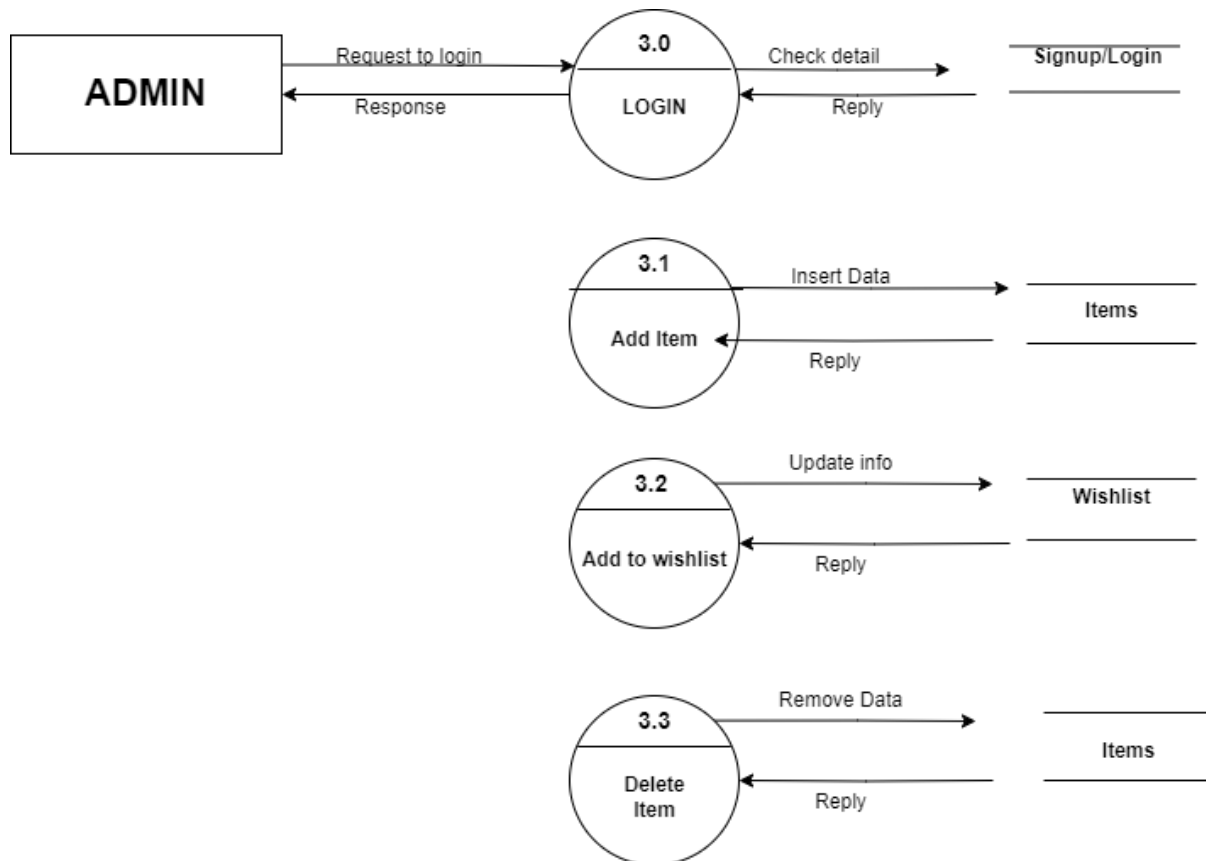 3.0
Request to login
Check detail
Signup/Login
ADMIN
Response
LOGIN
Reply
3.1
Insert Data
Items
Add Item
Reply
Update info
3.2
Wishlist
Add to wishlist
Reply
Remove Data
3.3
Items
Delete
Item
Reply